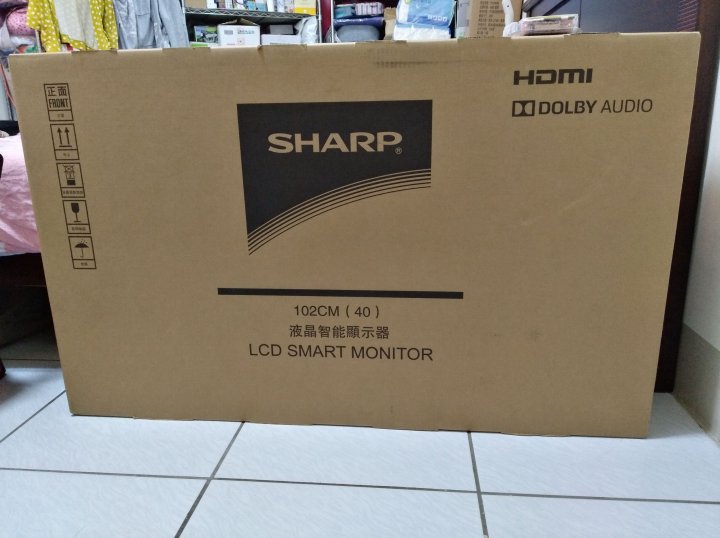 正面
FRONT
SHARP®
HDMI
DOLBY AUDIO
102CM ( 40 )
液晶智能顯示器
LCD SMART MONITOR